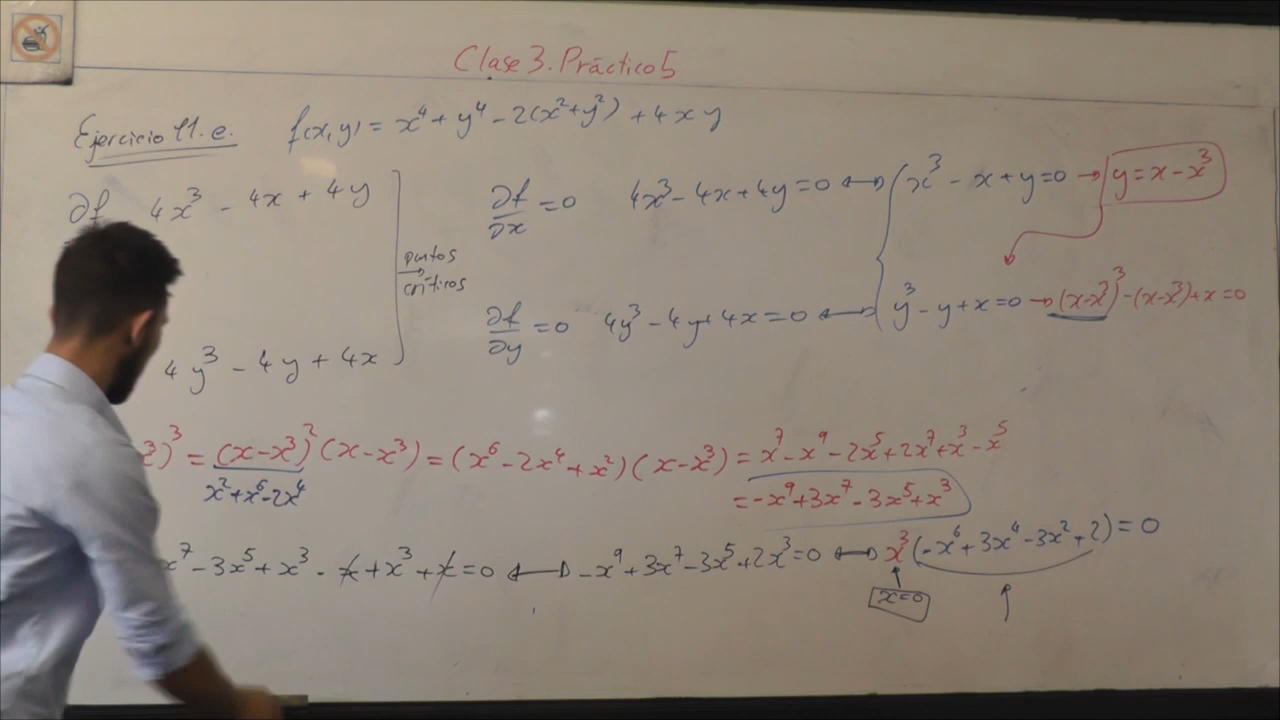 Clase 3. Práctico 5
Ejercicio 11.e. f(x,y) = x⁴ + y⁴ - 2(x²+y²) + 4xy
∂f 4x³ - 4x + 4y
4y³ - 4y + 4x
puntos
→
críticos
∂f/∂x = 0 4x³ - 4x + 4y = 0 ↔ { x³ - x + y = 0 → y = x - x³
∂f/∂y = 0 4y³ - 4y + 4x = 0 ↔ y³ - y + x = 0 → (x-x³)³ - (x-x³) + x = 0
³)³ = (x-x³)² (x-x³) = (x⁶ - 2x⁴ + x²)(x-x³) = x⁷ - x⁹ - 2x⁵ + 2x⁷ + x³ - x⁵
x² + x⁶ - 2x⁴
= -x⁹ + 3x⁷ - 3x⁵ + x³
x⁷ - 3x⁵ + x³ - x + x³ + x = 0 ↔ -x⁹ + 3x⁷ - 3x⁵ + 2x³ = 0 ↔ x³(-x⁶ + 3x⁴ - 3x² + 2) = 0
x=0